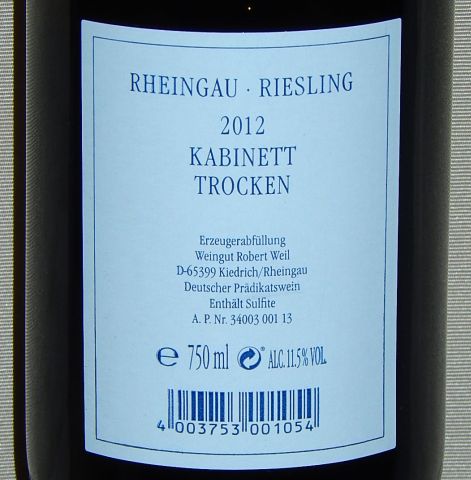 RHEINGAU · RIESLING
2012
KABINETT
TROCKEN
Erzeugerabfüllung
Weingut Robert Weil
D-65399 Kiedrich/Rheingau
Deutscher Prädikatswein
Enthält Sulfite
A. P. Nr. 34003 001 13
℮ 750 ml ALC. 11.5% VOL.
4 003753 001054